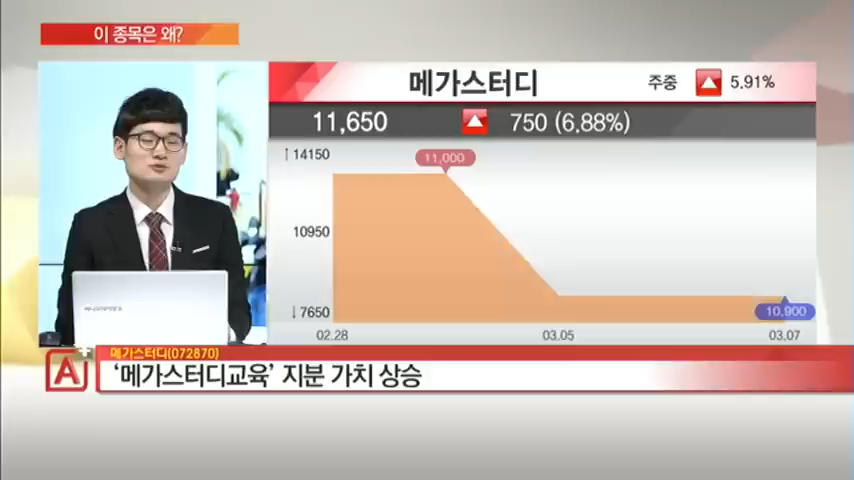 이 종목은 왜?
메가스터디 주중 5.91%
11,650 750 (6.88%)
↑14150
11,000
10950
↓7650
10,900
02.28 03.05 03.07
메가스터디(072870)
A+
‘메가스터디교육’ 지분 가치 상승